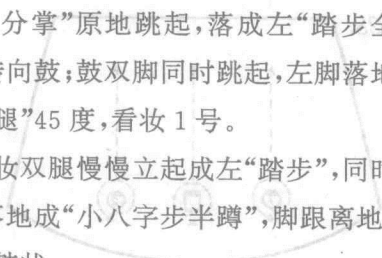 分掌”原地跳起,落成左“踏步
向鼓;鼓双脚同时跳起,左脚落地
腿”45 度,看妆 1 号。
妆双腿慢慢立起成左“踏步”,同时
地成“小八字步半蹲”,脚跟离地